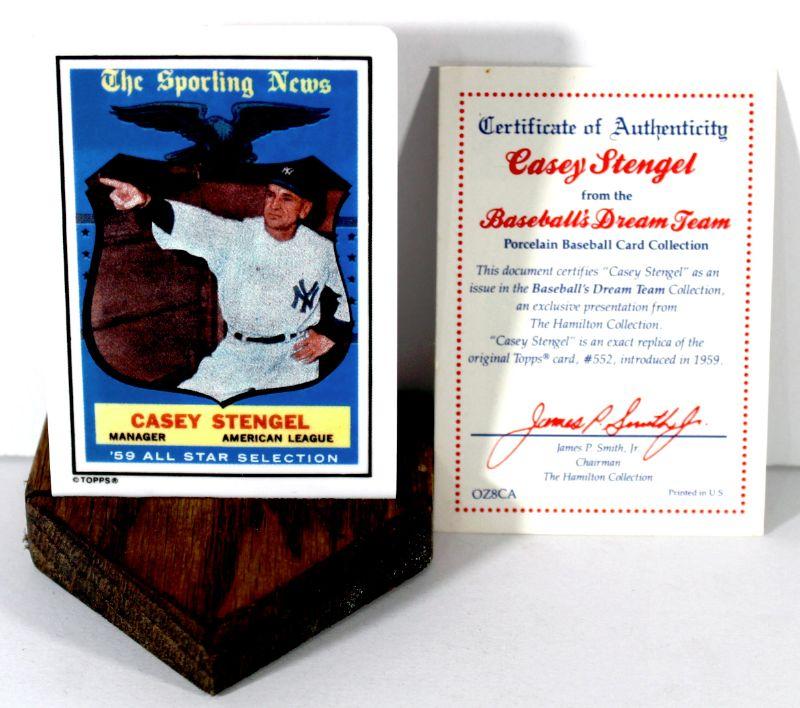 The Sporting News
NY
NY
CASEY STENGEL
MANAGER AMERICAN LEAGUE
'59 ALL STAR SELECTION
©TOPPS®
Certificate of Authenticity
Casey Stengel
from the
Baseball's Dream Team
Porcelain Baseball Card Collection
This document certifies "Casey Stengel" as an
issue in the Baseball's Dream Team Collection,
an exclusive presentation from
The Hamilton Collection.
"Casey Stengel" is an exact replica of the
original Topps® card, #552, introduced in 1959.
James P. Smith, Jr.
James P. Smith, Jr.
Chairman
The Hamilton Collection
OZ8CA Printed in U.S.